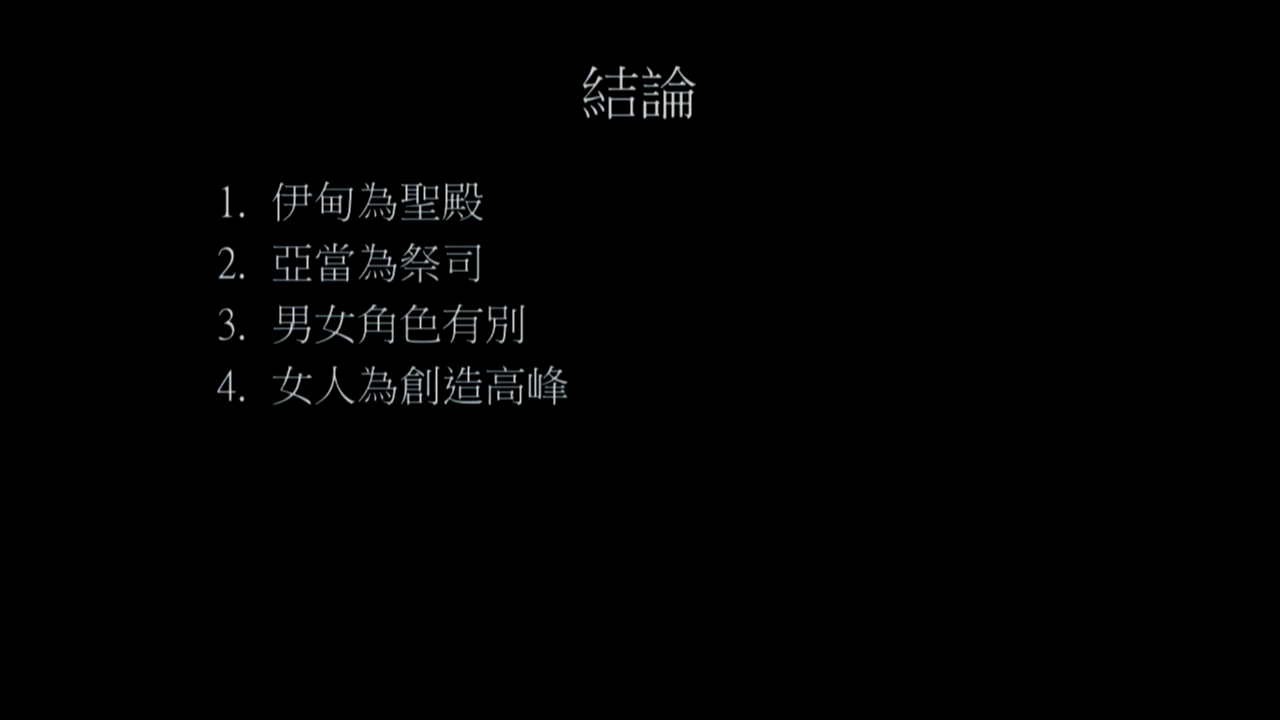 結論
1. 伊甸為聖殿
2. 亞當為祭司
3. 男女角色有別
4. 女人為創造高峰